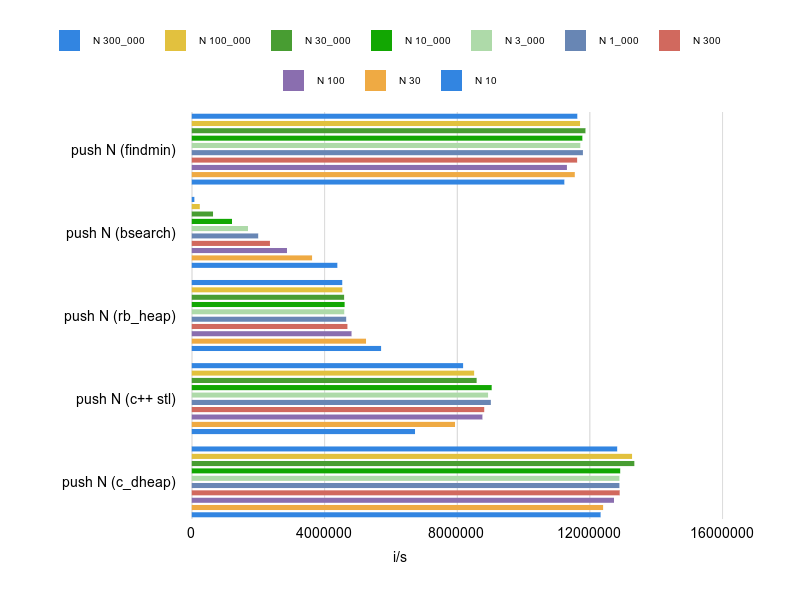 N 300_000 N 100_000 N 30_000 N 10_000 N 3_000 N 1_000 N 300
N 100 N 30 N 10
push N (findmin)
push N (bsearch)
push N (rb_heap)
push N (c++ stl)
push N (c_dheap)
0 4000000 8000000 12000000 16000000
i/s